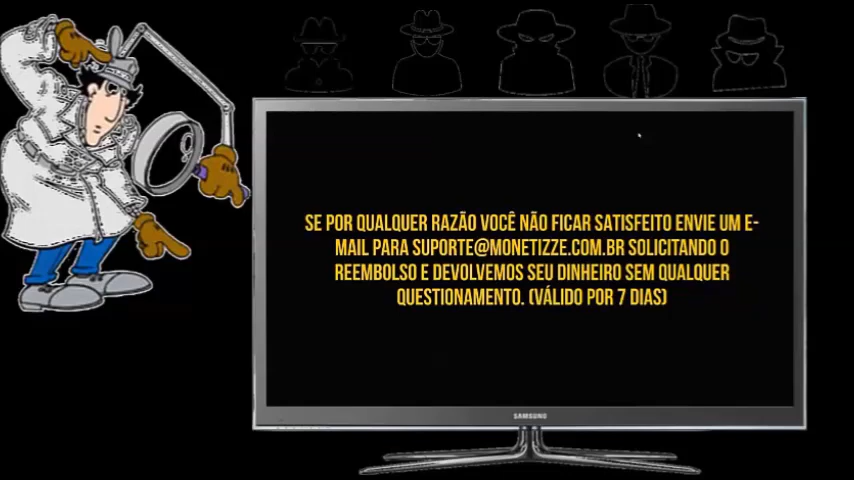 SE POR QUALQUER RAZÃO VOCÊ NÃO FICAR SATISFEITO ENVIE UM E-
MAIL PARA SUPORTE@MONETIZZE.COM.BR SOLICITANDO O
REEMBOLSO E DEVOLVEMOS SEU DINHEIRO SEM QUALQUER
QUESTIONAMENTO. (VÁLIDO POR 7 DIAS)
SAMSUNG